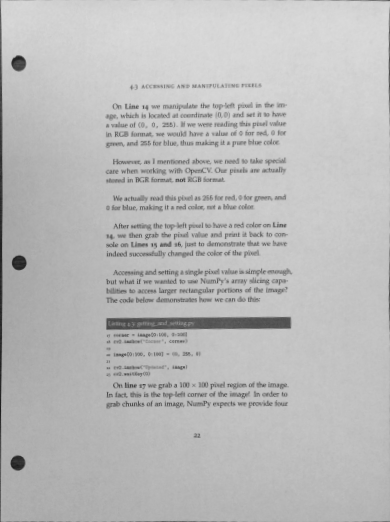 4.3 ACCESSING AND MANIPULATING PIXELS
On Line 14 we manipulate the top-left pixel in the im-
age, which is located at coordinate (0,0) and set it to have
a value of (0, 0, 255). If we were reading this pixel value
in RGB format, we would have a value of 0 for red, 0 for
green, and 255 for blue, thus making it a pure blue color.
However, as I mentioned above, we need to take special
care when working with OpenCV. Our pixels are actually
stored in BGR format, not RGB format.
We actually read this pixel as 255 for red, 0 for green, and
0 for blue, making it a red color, not a blue color.
After setting the top-left pixel to have a red color on Line
14, we then grab the pixel value and print it back to con-
sole on Lines 15 and 16, just to demonstrate that we have
indeed successfully changed the color of the pixel.
Accessing and setting a single pixel value is simple enough,
but what if we wanted to use NumPy's array slicing capa-
bilities to access larger rectangular portions of the image?
The code below demonstrates how we can do this:
Listing 4.3: getting_and_setting.py
17 corner = image[0:100, 0:100]
18 cv2.imshow("Corner", corner)
19
20 image[0:100, 0:100] = (0, 255, 0)
21
22 cv2.imshow("Updated", image)
23 cv2.waitKey(0)
On line 17 we grab a 100 × 100 pixel region of the image.
In fact, this is the top-left corner of the image! In order to
grab chunks of an image, NumPy expects we provide four
22